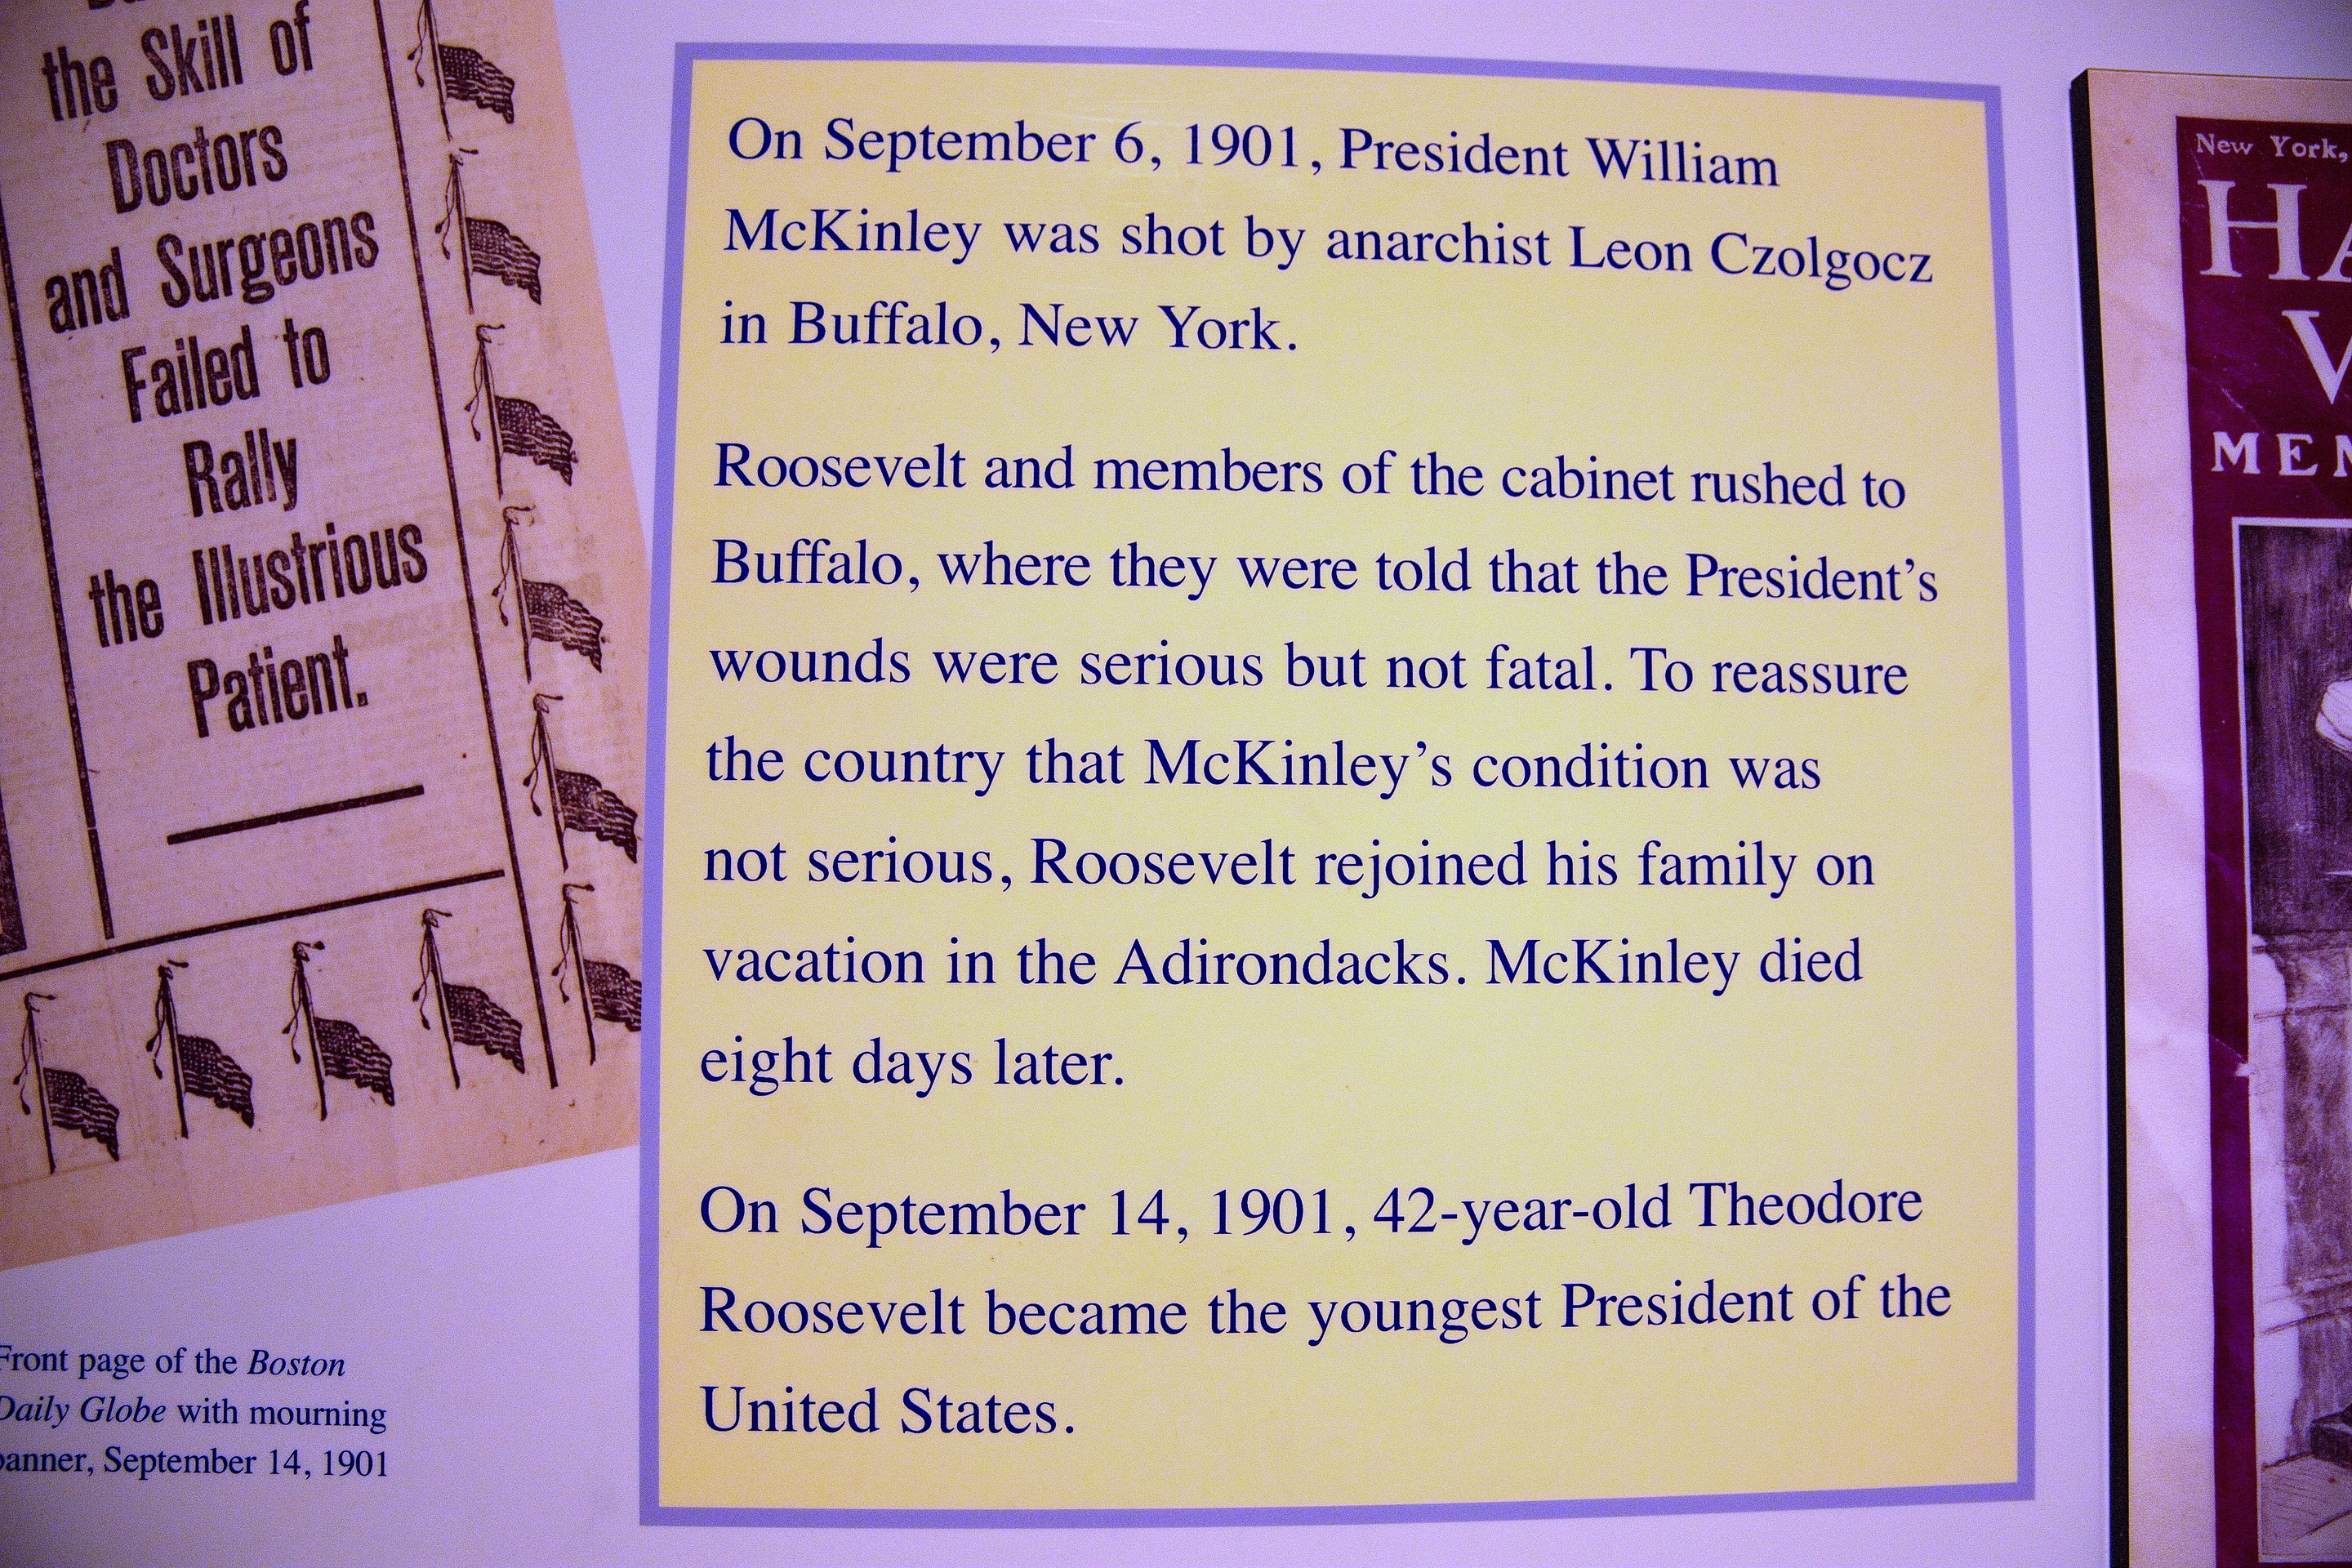 the Skill of
Doctors
and Surgeons
Failed to
Rally
the Illustrious
Patient.
Front page of the Boston
Daily Globe with mourning
banner, September 14, 1901
On September 6, 1901, President William
McKinley was shot by anarchist Leon Czolgocz
in Buffalo, New York.
Roosevelt and members of the cabinet rushed to
Buffalo, where they were told that the President's
wounds were serious but not fatal. To reassure
the country that McKinley's condition was
not serious, Roosevelt rejoined his family on
vacation in the Adirondacks. McKinley died
eight days later.
On September 14, 1901, 42-year-old Theodore
Roosevelt became the youngest President of the
United States.
New York,
HA
W
MEM